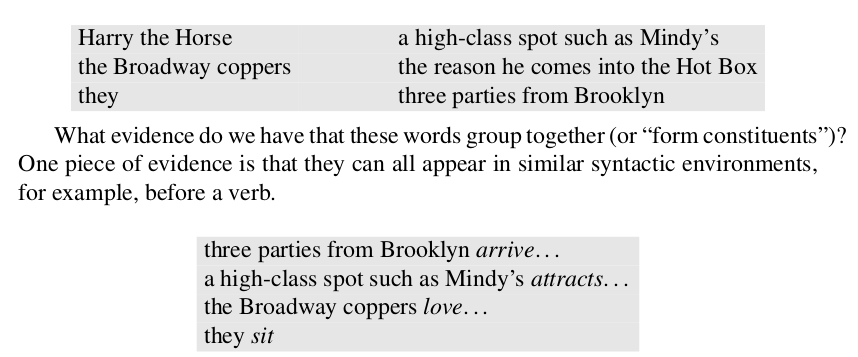 Harry the Horse a high-class spot such as Mindy's
the Broadway coppers the reason he comes into the Hot Box
they three parties from Brooklyn
What evidence do we have that these words group together (or “form constituents”)?
One piece of evidence is that they can all appear in similar syntactic environments,
for example, before a verb.
three parties from Brooklyn arrive...
a high-class spot such as Mindy's attracts...
the Broadway coppers love...
they sit